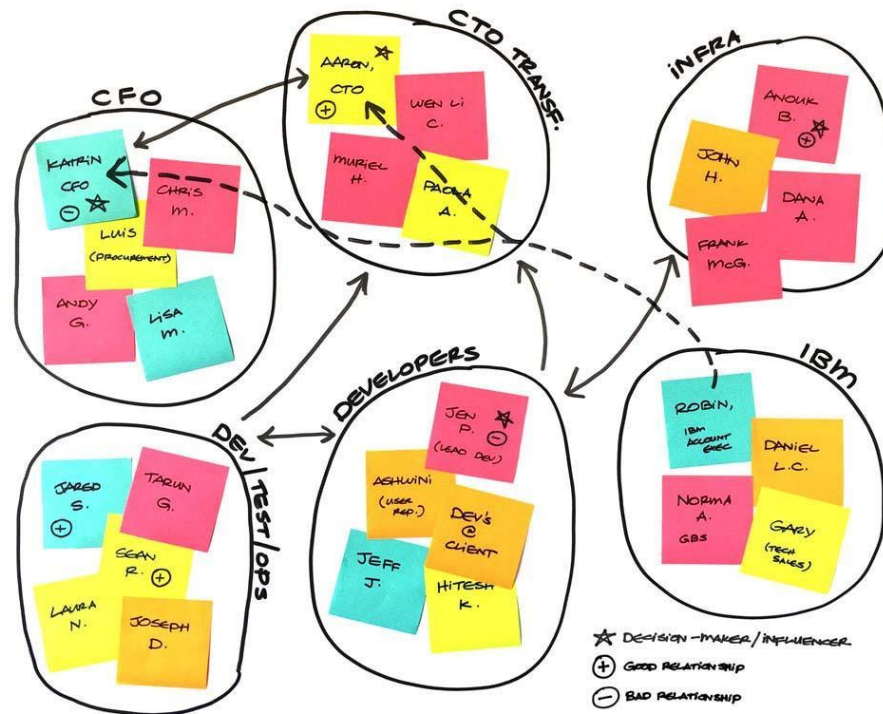 CFO
KATRIN
CFO
CHRIS
M.
LUIS
(PROCUREMENT)
ANDY
G.
LISA
M.
CTO TRANSF.
AARON,
CTO
WEN LI
C.
MURIEL
H.
PAOLA
A.
INFRA
ANOUK
B.
JOHN
H.
DANA
A.
FRANK
McG.
DEV/TEST/OPS
JARED
S.
TARUN
G.
SEAN
R.
LAURA
N.
JOSEPH
D.
DEVELOPERS
JEN
P.
(LEAD DEV)
ASHWINI
(USER
REP.)
DEV'S
@
CLIENT
JEFF
J.
HITESH
K.
IBM
ROBIN,
IBM
ACCOUNT
EXEC
DANIEL
L.C.
NORMA
A.
GBS
GARY
(TECH
SALES)
DECISION-MAKER/INFLUENCER
+ GOOD RELATIONSHIP
- BAD RELATIONSHIP